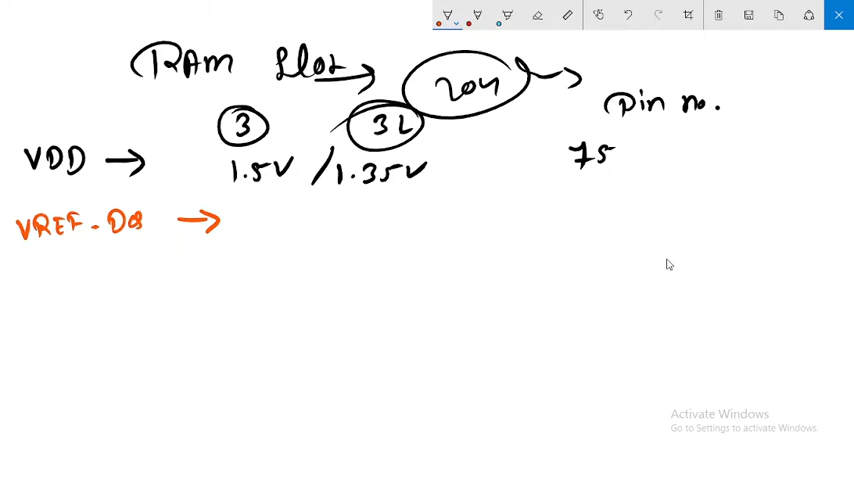 RAM Slot → 204 → Pin no.
3 3L
VDD → 1.5V / 1.35V 75
VREF-DQ →
Activate Windows
Go to Settings to activate Windows.